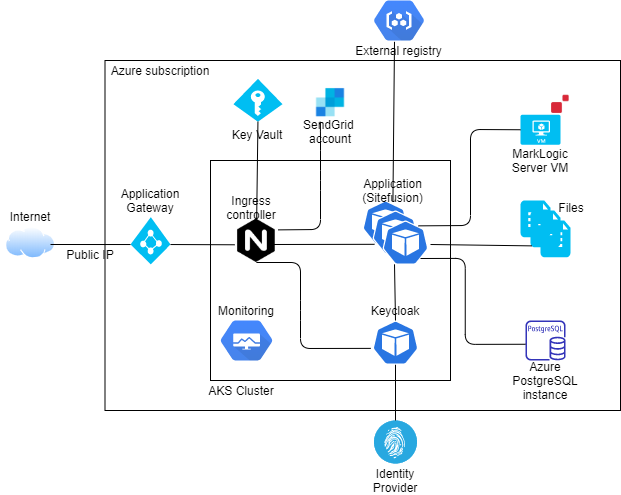 External registry
Azure subscription
Key Vault
SendGrid
account
VM
MarkLogic
Server VM
Application
Gateway
Ingress
controller
N
Application
(Sitefusion)
Files
Internet
Public IP
Monitoring
Keycloak
PostgreSQL
Azure
PostgreSQL
instance
AKS Cluster
Identity
Provider